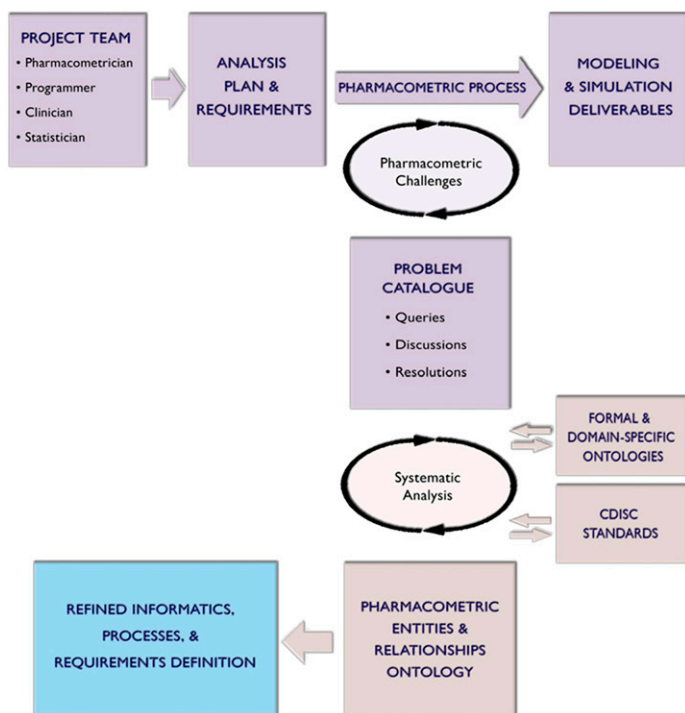 PROJECT TEAM
• Pharmacometrician
• Programmer
• Clinician
• Statistician
ANALYSIS
PLAN &
REQUIREMENTS
PHARMACOMETRIC PROCESS
MODELING
& SIMULATION
DELIVERABLES
Pharmacometric
Challenges
PROBLEM
CATALOGUE
• Queries
• Discussions
• Resolutions
Systematic
Analysis
FORMAL &
DOMAIN-SPECIFIC
ONTOLOGIES
CDISC
STANDARDS
REFINED INFORMATICS,
PROCESSES, &
REQUIREMENTS DEFINITION
PHARMACOMETRIC
ENTITIES &
RELATIONSHIPS
ONTOLOGY